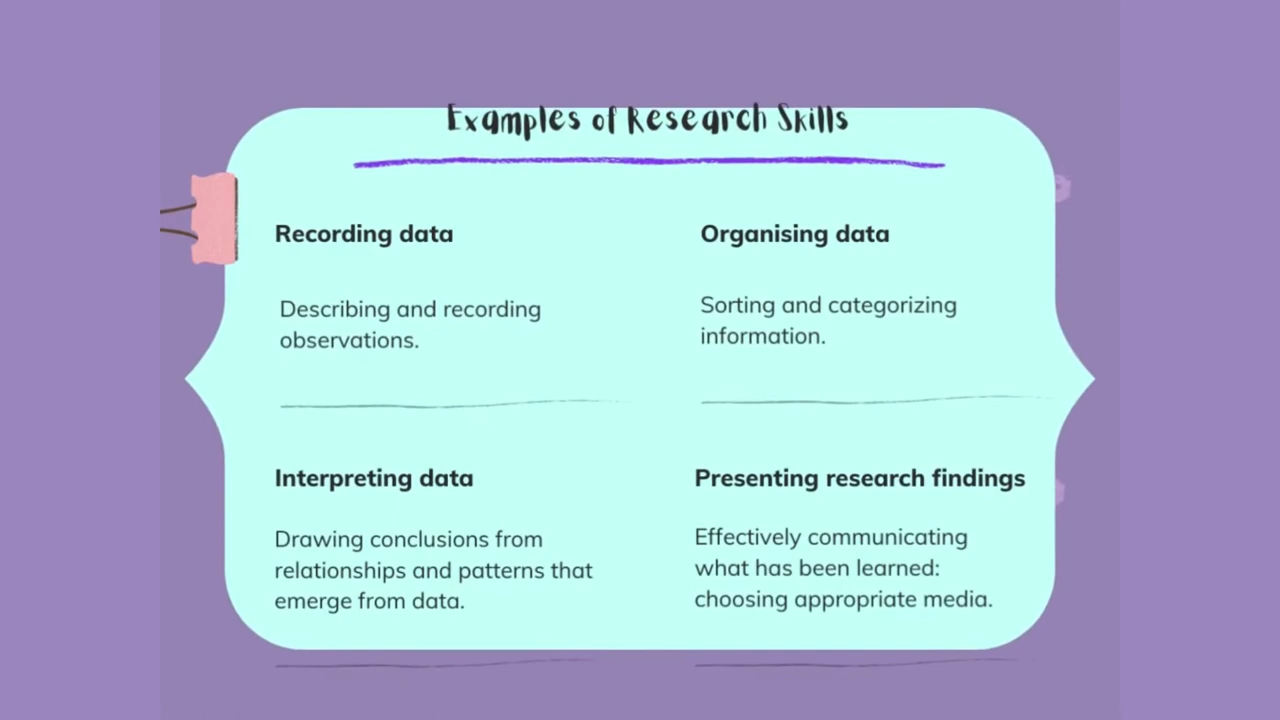 Examples of Research Skills
Recording data
Describing and recording
observations.
Organising data
Sorting and categorizing
information.
Interpreting data
Drawing conclusions from
relationships and patterns that
emerge from data.
Presenting research findings
Effectively communicating
what has been learned:
choosing appropriate media.